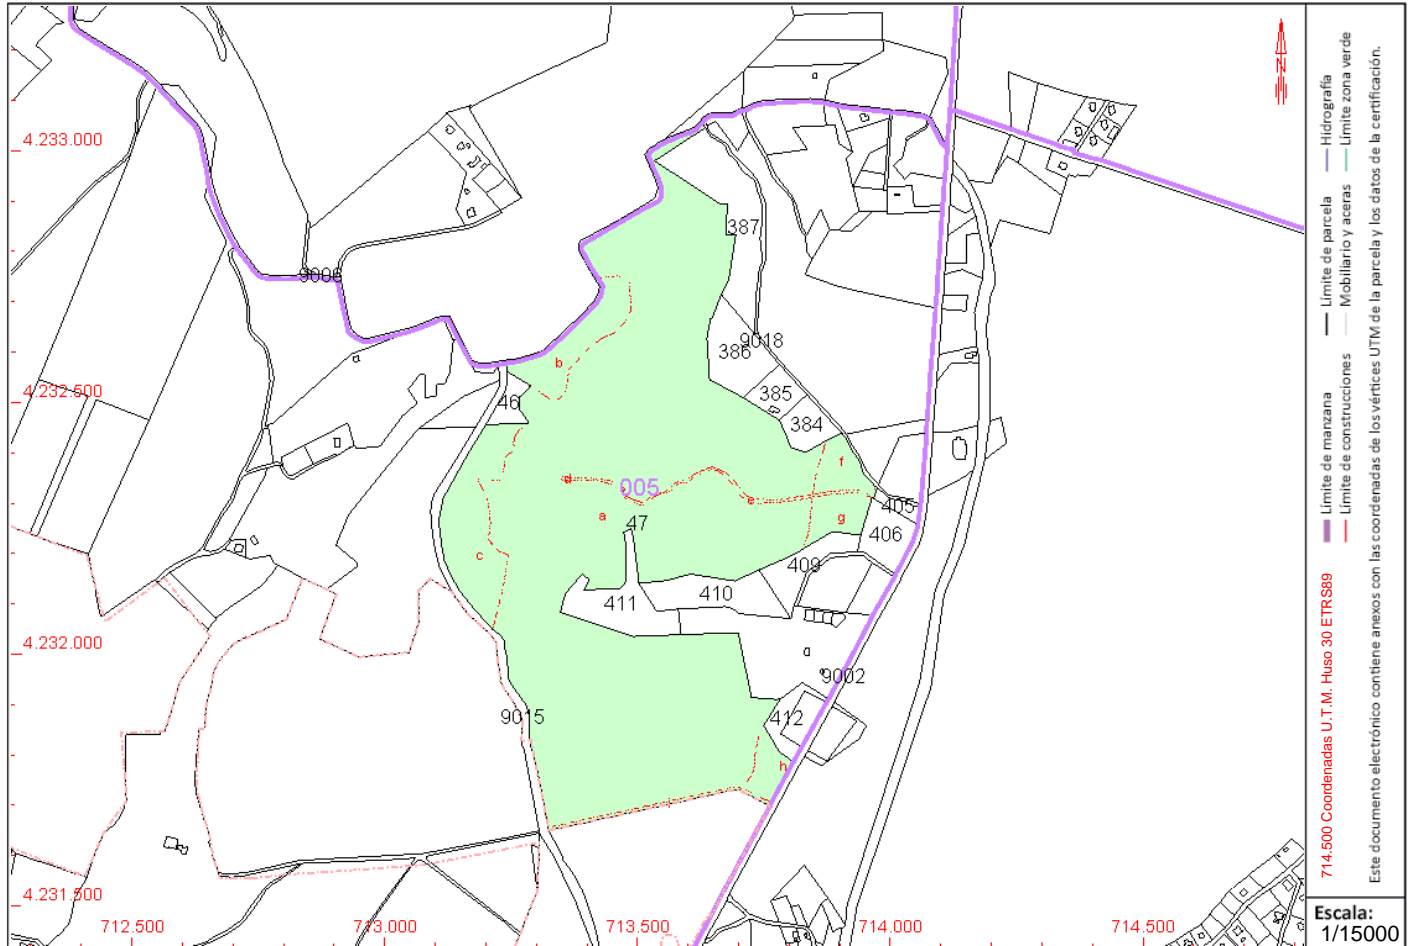 4.233.000
387
9006
9018
386
b
4.232.500
385
46
384
f
d
005
e
405
a
47
g
406
c
409
410
411
4.232.000
9002
9015
412
h
4.231.500
712.500
713.000
713.500
714.000
714.500
N
714.500 Coordenadas U.T.M. Huso 30 ETRS89
Límite de manzana
Límite de parcela
Hidrografía
Límite de construcciones
Mobiliario y aceras
Límite zona verde
Este documento electrónico contiene anexos con las coordenadas de los vértices UTM de la parcela y los datos de la certificación.
Escala:
1/15000